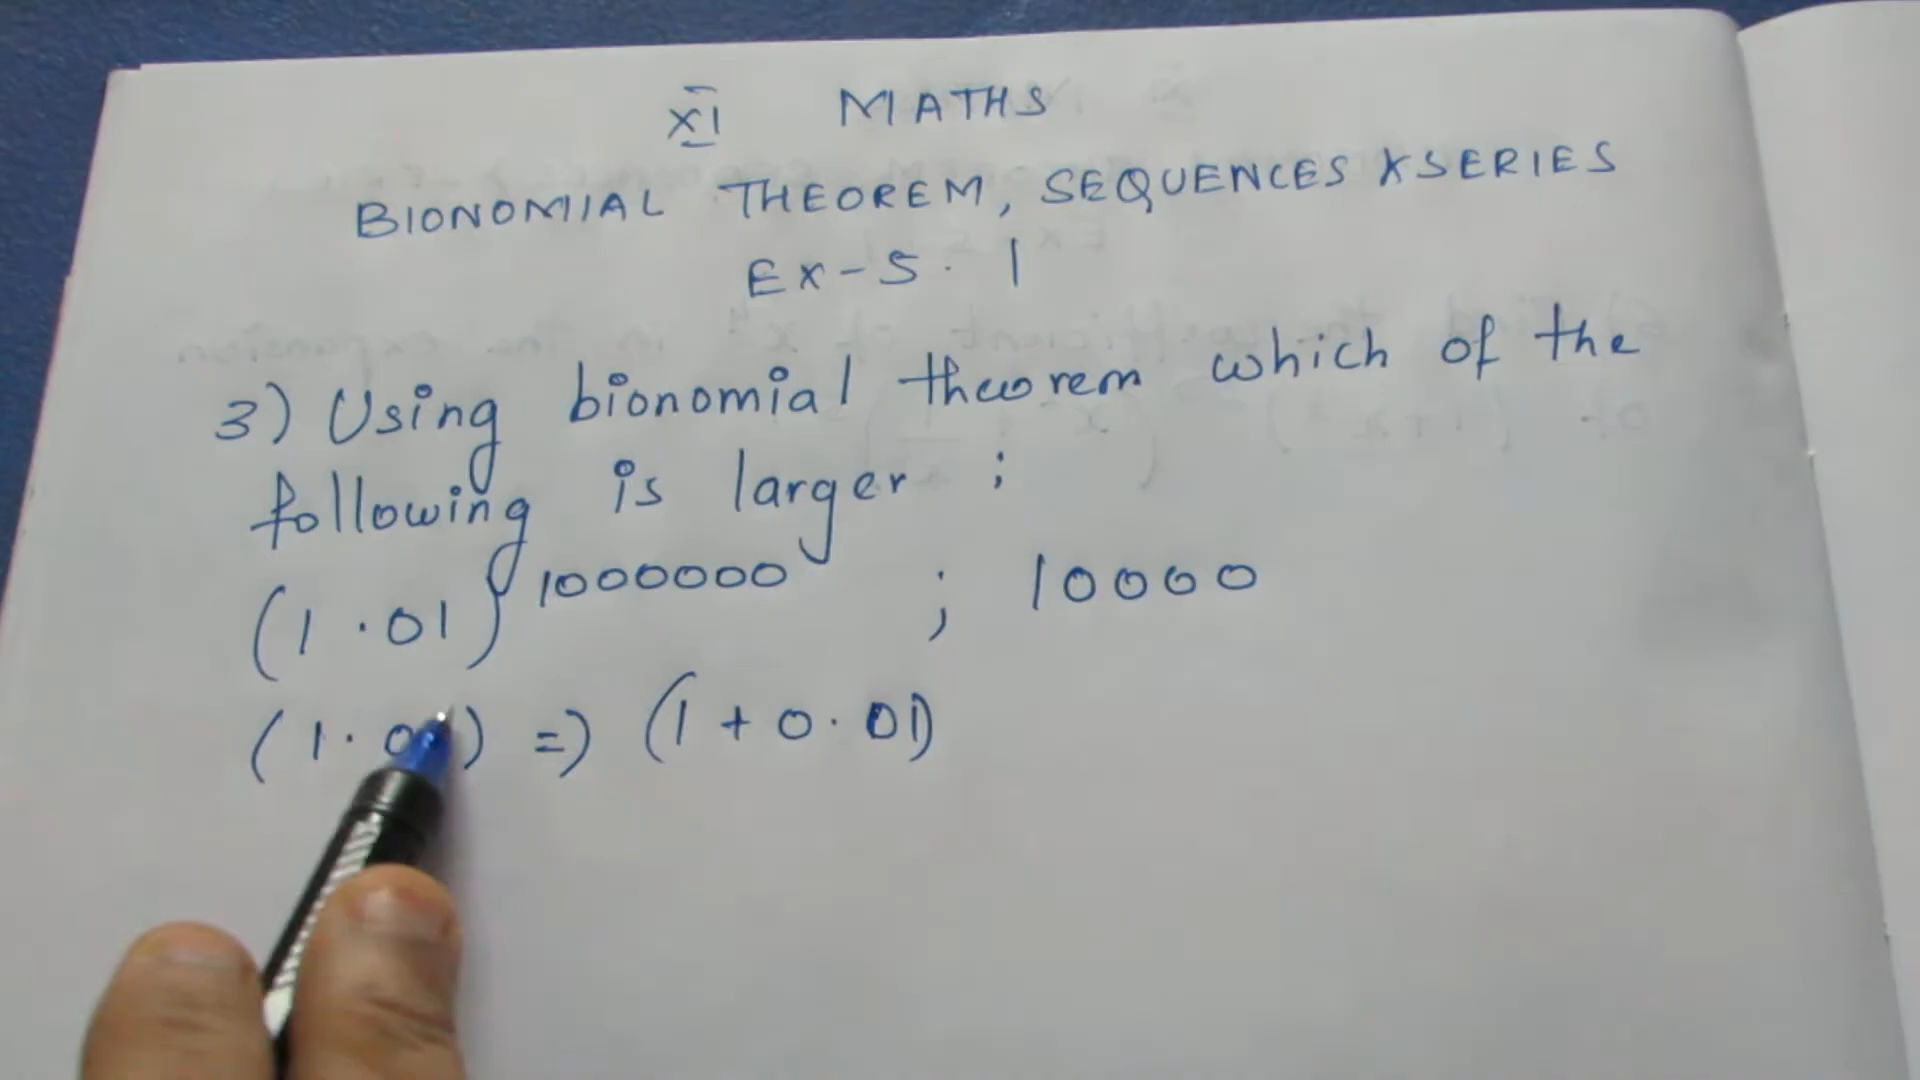 XI MATHS
BIONOMIAL THEOREM, SEQUENCES & SERIES
Ex-5.1
3) Using bionomial theorem which of the
following is larger ;
(1.01)^1000000 ; 10000
(1.01) => (1 + 0.01)